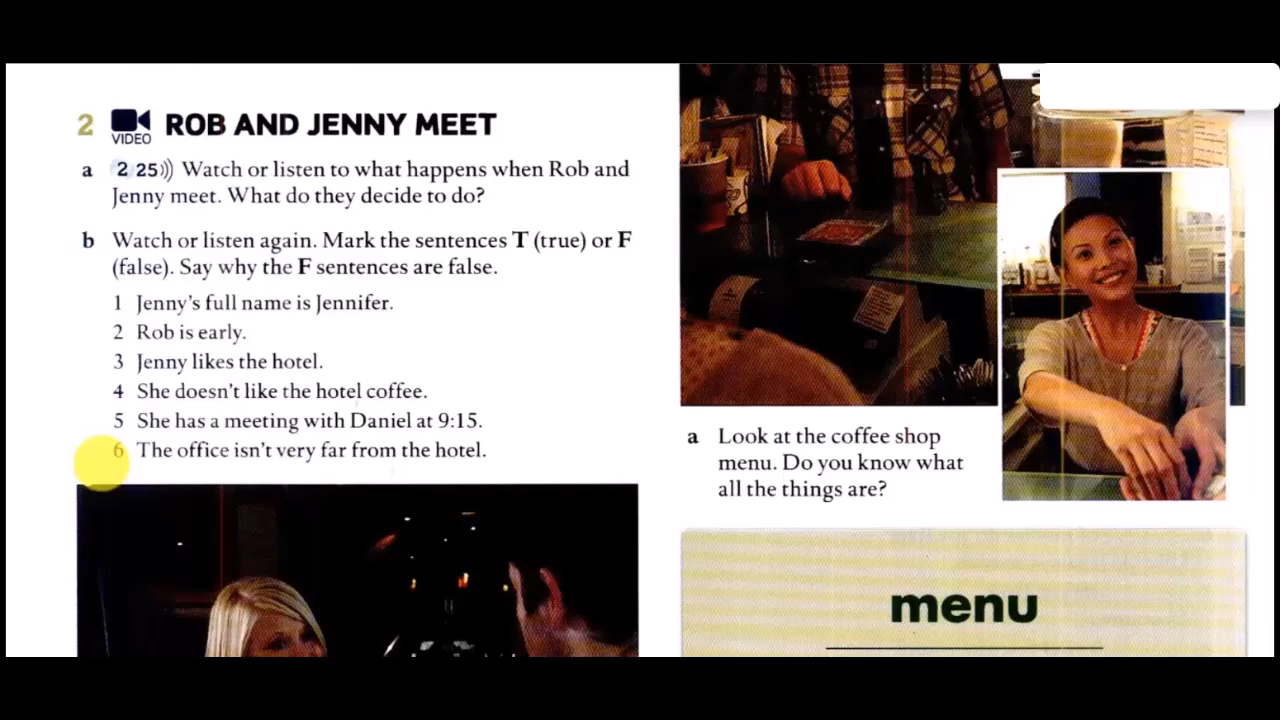 2 VIDEO ROB AND JENNY MEET
a 2 25))) Watch or listen to what happens when Rob and
Jenny meet. What do they decide to do?
b Watch or listen again. Mark the sentences T (true) or F
(false). Say why the F sentences are false.
1 Jenny's full name is Jennifer.
2 Rob is early.
3 Jenny likes the hotel.
4 She doesn't like the hotel coffee.
5 She has a meeting with Daniel at 9:15.
6 The office isn't very far from the hotel.
a Look at the coffee shop
menu. Do you know what
all the things are?
menu